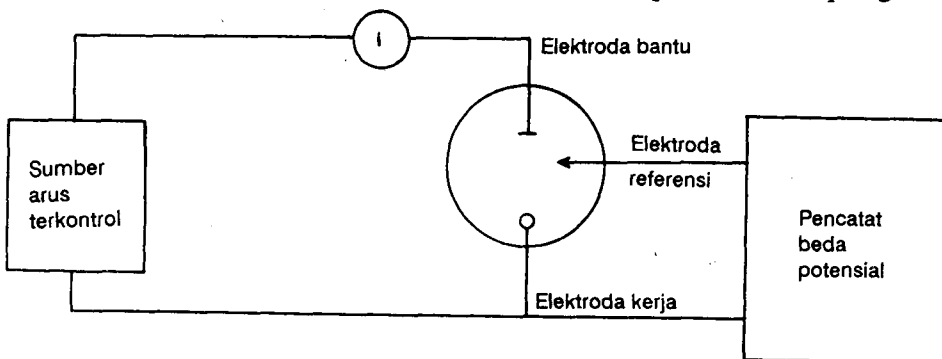 I
Elektroda bantu
Sumber
arus
terkontrol
Elektroda
referensi
Pencatat
beda
potensial
Elektroda kerja